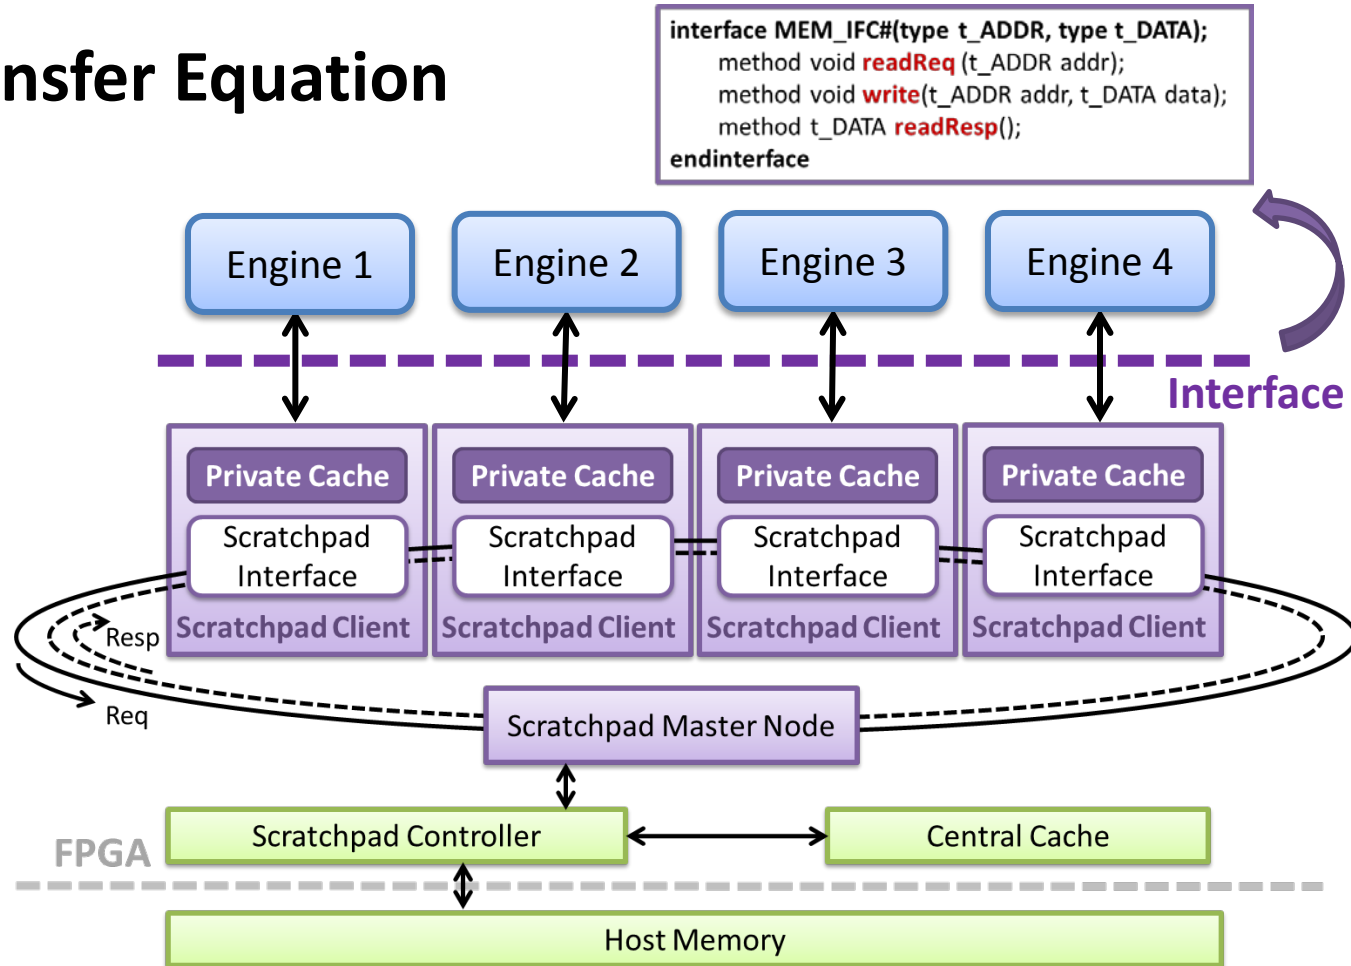 nsfer Equation
interface MEM_IFC#(type t_ADDR, type t_DATA);
method void readReq (t_ADDR addr);
method void write(t_ADDR addr, t_DATA data);
method t_DATA readResp();
endinterface
Engine 1
Engine 2
Engine 3
Engine 4
Interface
Private Cache
Private Cache
Private Cache
Private Cache
Scratchpad
Interface
Scratchpad
Interface
Scratchpad
Interface
Scratchpad
Interface
Scratchpad Client
Scratchpad Client
Scratchpad Client
Scratchpad Client
Resp
Req
Scratchpad Master Node
Scratchpad Controller
Central Cache
FPGA
Host Memory